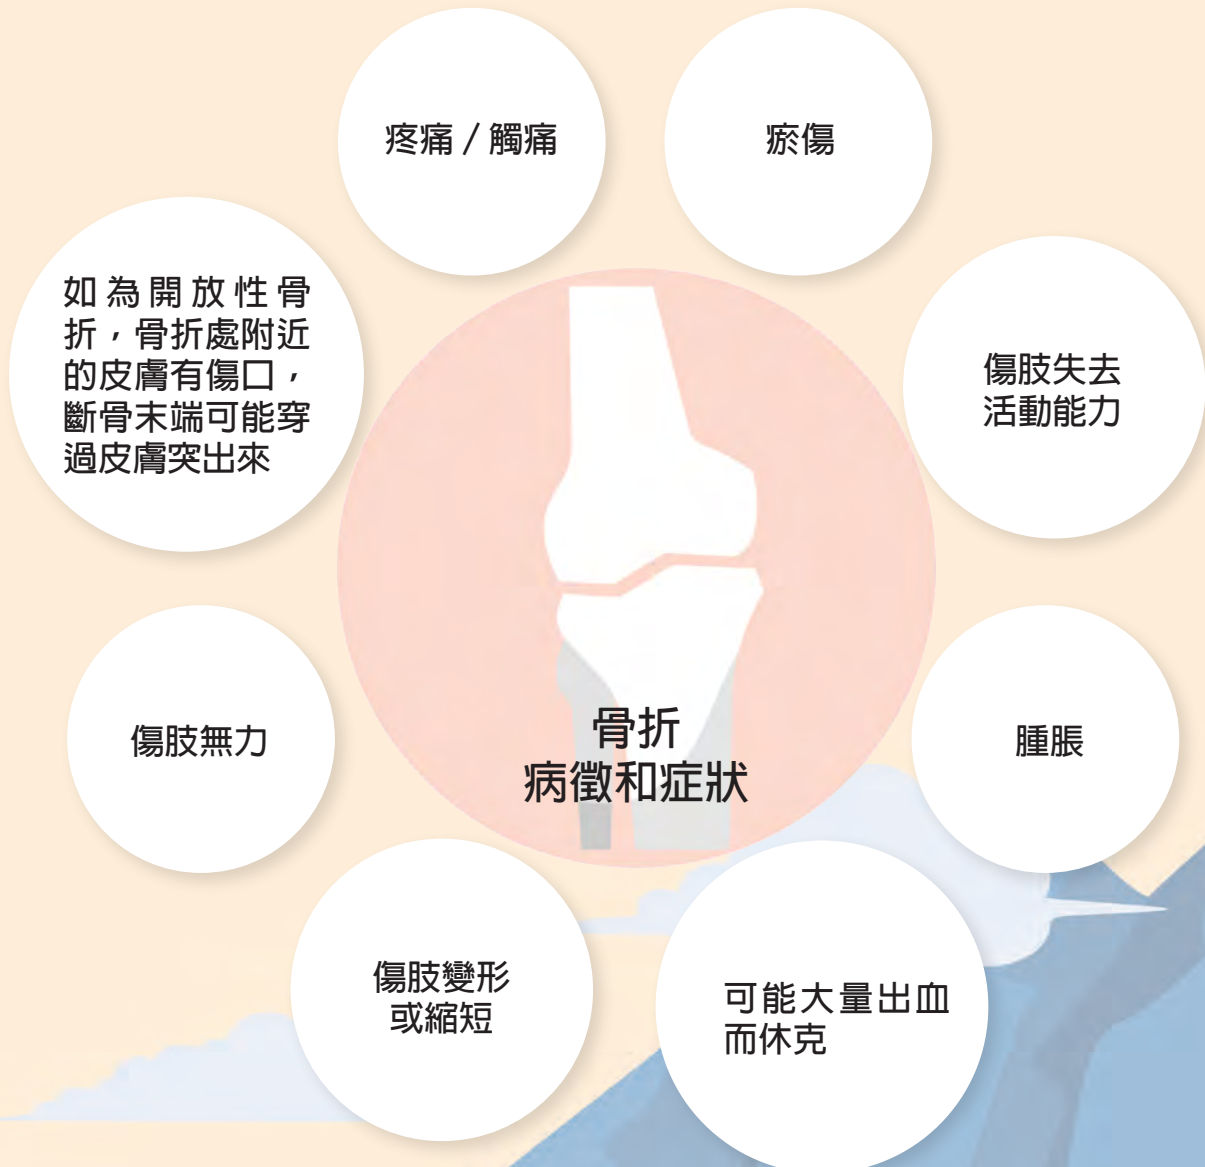 疼痛 / 觸痛
瘀傷
如為開放性骨
折，骨折處附近
的皮膚有傷口，
斷骨末端可能穿
過皮膚突出來
傷肢失去
活動能力
傷肢無力
骨折
病徵和症狀
腫脹
傷肢變形
或縮短
可能大量出血
而休克